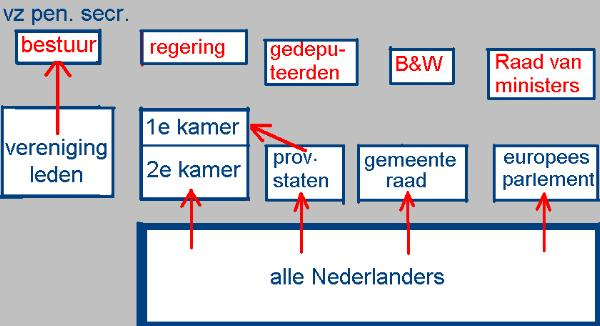 vz pen. secr.
bestuur
regering
gedepu-
teerden
B&W
Raad van
ministers
vereniging
leden
1e kamer
2e kamer
prov.
staten
gemeente
raad
europees
parlement
alle Nederlanders